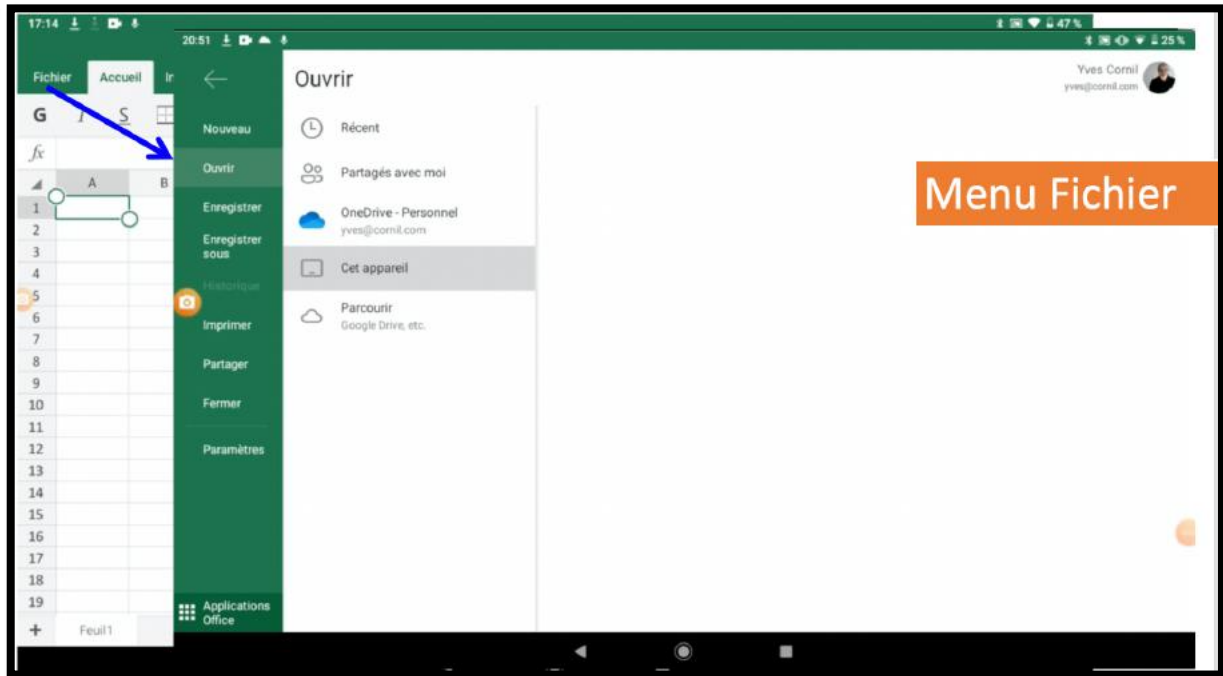 17:14
47 %
20:51
25 %
Fichier
Accueil
In
Ouvrir
Yves Cornil
yves@cornil.com
G
I
S
Nouveau
Récent
fx
Ouvrir
Partagés avec moi
Menu Fichier
A
B
Enregistrer
OneDrive - Personnel
yves@cornil.com
Enregistrer
sous
Cet appareil
Historique
Imprimer
Parcourir
Google Drive, etc.
Partager
Fermer
Paramètres
1
2
3
4
5
6
7
8
9
10
11
12
13
14
15
16
17
18
19
Applications
Office
+
Feuil1